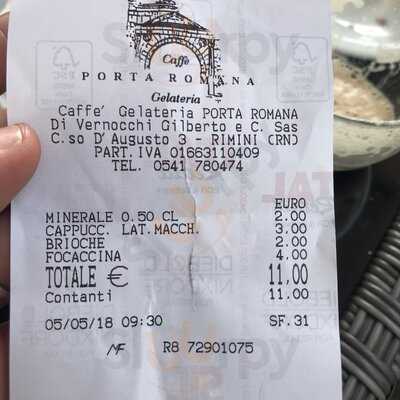 Caffè
PORTA ROMANA
Gelateria
Caffe' Gelateria PORTA ROMANA
Di Vernocchi Gilberto e C. Sas
C.so D'Augusto 3 - RIMINI (RN)
PART.IVA 01663110409
TEL. 0541 780474
EURO
MINERALE 0.50 CL 2.00
CAPPUCC. LAT.MACCH. 3.00
BRIOCHE 2.00
FOCACCINA 4.00
TOTALE € 11,00
Contanti 11.00
05/05/18 09:30 SF.31
MF R8 72901075